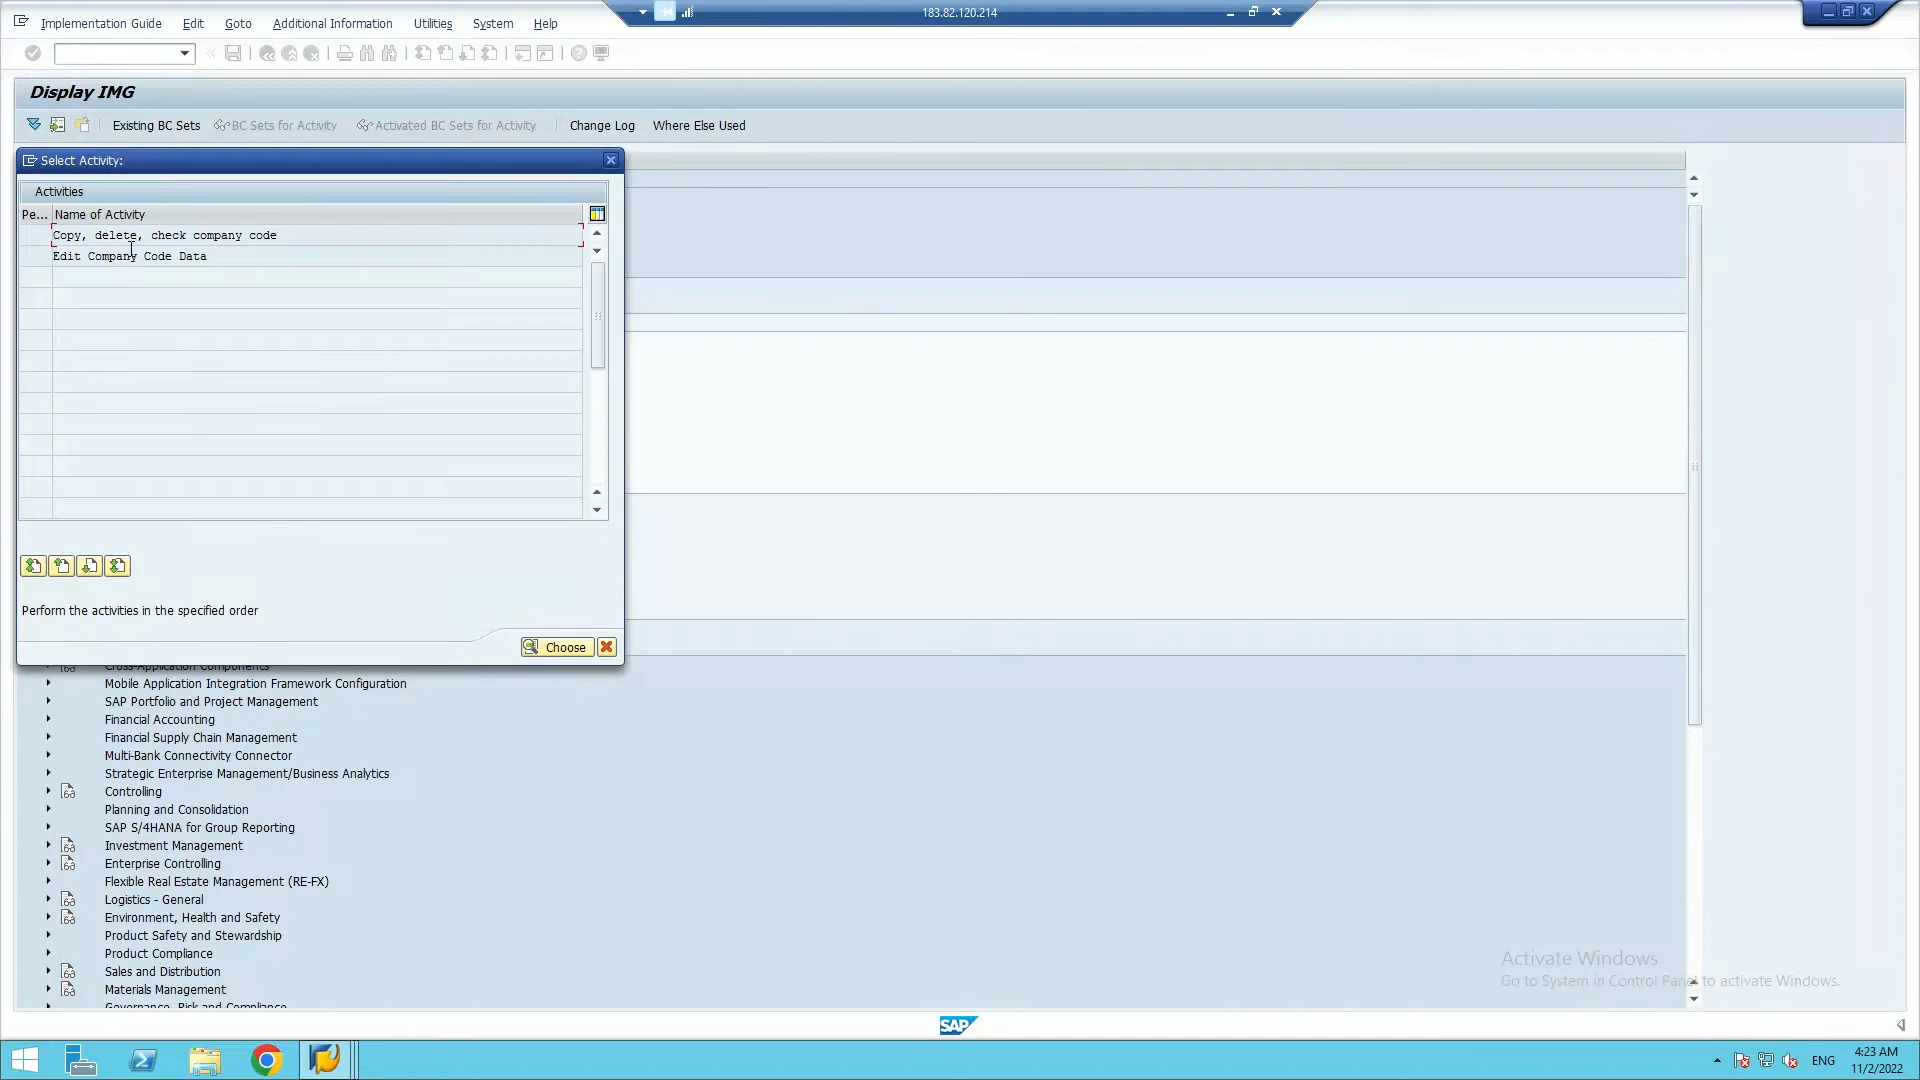 Implementation Guide Edit Goto Additional Information Utilities System Help
183.82.120.214
Display IMG
Existing BC Sets BC Sets for Activity Activated BC Sets for Activity Change Log Where Else Used
Select Activity:
Activities
Pe... Name of Activity
Copy, delete, check company code
Edit Company Code Data
Perform the activities in the specified order
Choose
Cross-Application Components
Mobile Application Integration Framework Configuration
SAP Portfolio and Project Management
Financial Accounting
Financial Supply Chain Management
Multi-Bank Connectivity Connector
Strategic Enterprise Management/Business Analytics
Controlling
Planning and Consolidation
SAP S/4HANA for Group Reporting
Investment Management
Enterprise Controlling
Flexible Real Estate Management (RE-FX)
Logistics - General
Environment, Health and Safety
Product Safety and Stewardship
Product Compliance
Sales and Distribution
Materials Management
Governance, Risk and Compliance
Activate Windows
Go to System in Control Panel to activate Windows.
SAP
ENG
4:23 AM
11/2/2022